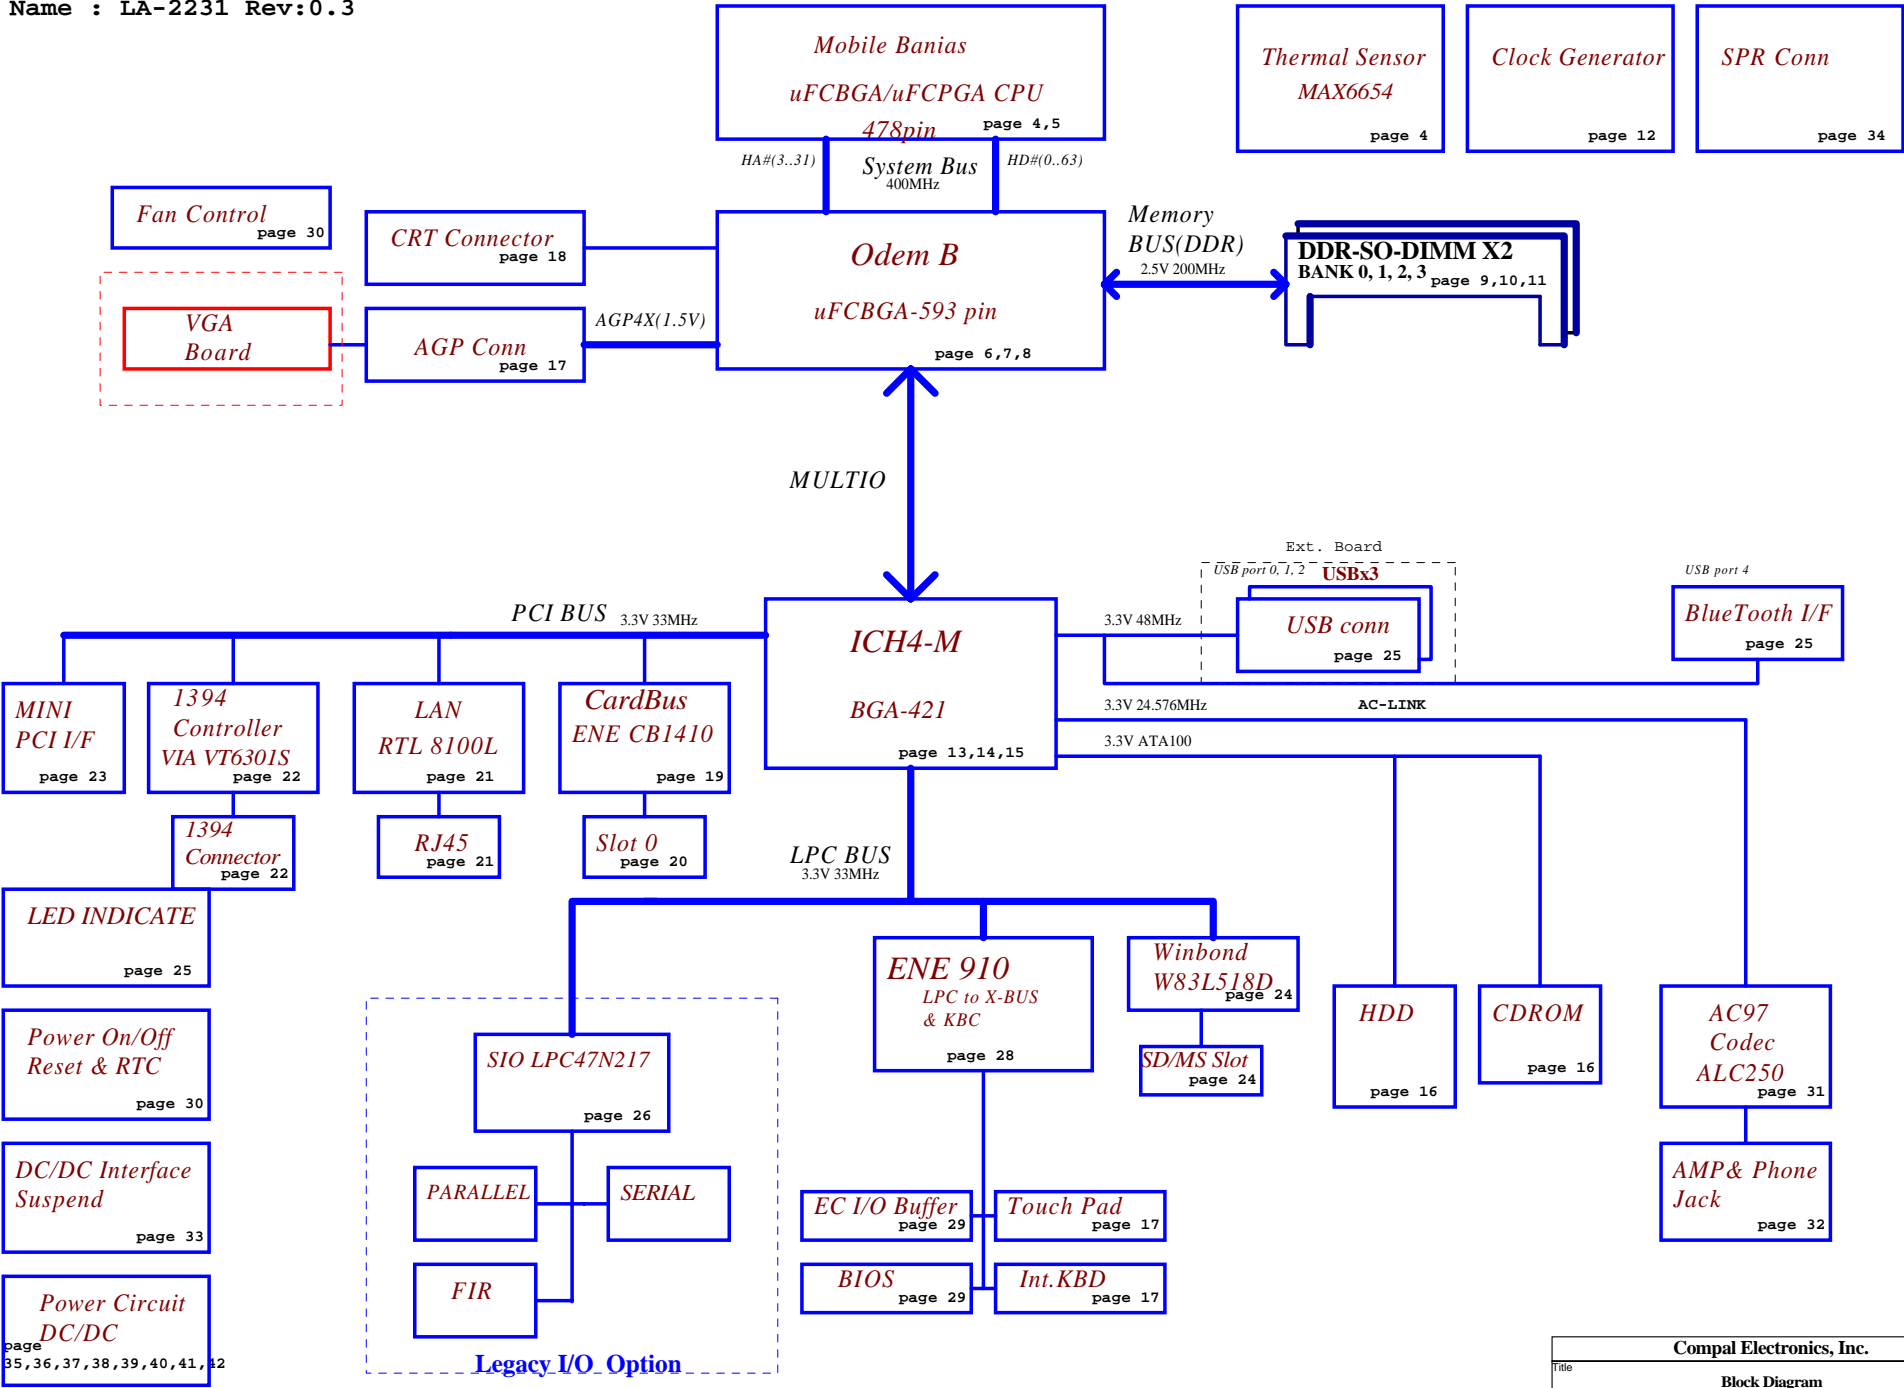 Name : LA-2231 Rev:0.3
Mobile Banias
uFCBGA/uFCPGA CPU
478pin
page 4,5
Thermal Sensor
MAX6654
page 4
Clock Generator
page 12
SPR Conn
page 34
HA#(3..31)
System Bus
400MHz
HD#(0..63)
Fan Control
page 30
CRT Connector
page 18
Odem B
uFCBGA-593 pin
page 6,7,8
Memory
BUS(DDR)
2.5V 200MHz
DDR-SO-DIMM X2
BANK 0, 1, 2, 3
page 9,10,11
VGA
Board
AGP Conn
page 17
AGP4X(1.5V)
MULTIO
Ext. Board
USB port 0, 1, 2
USBx3
USB conn
page 25
USB port 4
BlueTooth I/F
page 25
PCI BUS
3.3V 33MHz
ICH4-M
BGA-421
page 13,14,15
3.3V 48MHz
3.3V 24.576MHz
AC-LINK
3.3V ATA100
MINI
PCI I/F
page 23
1394
Controller
VIA VT6301S
page 22
LAN
RTL 8100L
page 21
CardBus
ENE CB1410
page 19
1394
Connector
page 22
RJ45
page 21
Slot 0
page 20
LPC BUS
3.3V 33MHz
LED INDICATE
page 25
ENE 910
LPC to X-BUS
& KBC
page 28
Winbond
W83L518D
page 24
SD/MS Slot
page 24
HDD
page 16
CDROM
page 16
AC97
Codec
ALC250
page 31
Power On/Off
Reset & RTC
page 30
SIO LPC47N217
page 26
DC/DC Interface
Suspend
page 33
PARALLEL
SERIAL
FIR
EC I/O Buffer
page 29
Touch Pad
page 17
BIOS
page 29
Int.KBD
page 17
AMP& Phone
Jack
page 32
Power Circuit
DC/DC
page
35,36,37,38,39,40,41,42
Legacy I/O Option
Compal Electronics, Inc.
Title
Block Diagram